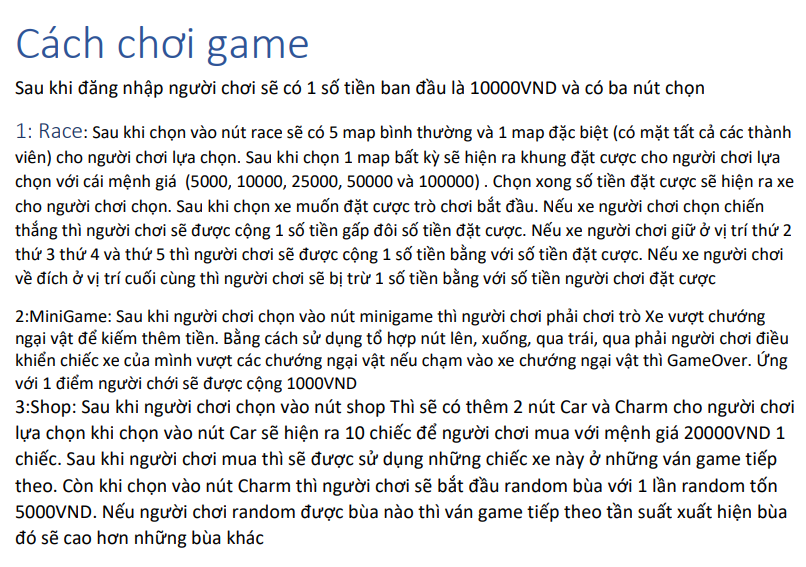 Cách chơi game
Sau khi đăng nhập người chơi sẽ có 1 số tiền ban đầu là 10000VND và có ba nút chọn
1: Race: Sau khi chọn vào nút race sẽ có 5 map bình thường và 1 map đặc biệt (có mặt tất cả các thành
viên) cho người chơi lựa chọn. Sau khi chọn 1 map bất kỳ sẽ hiện ra khung đặt cược cho người chơi lựa
chọn với cái mệnh giá (5000, 10000, 25000, 50000 và 100000) . Chọn xong số tiền đặt cược sẽ hiện ra xe
cho người chơi chọn. Sau khi chọn xe muốn đặt cược trò chơi bắt đầu. Nếu xe người chơi chọn chiến
thắng thì người chơi sẽ được cộng 1 số tiền gấp đôi số tiền đặt cược. Nếu xe người chơi giữ ở vị trí thứ 2
thứ 3 thứ 4 và thứ 5 thì người chơi sẽ được cộng 1 số tiền bằng với số tiền đặt cược. Nếu xe người chơi
về đích ở vị trí cuối cùng thì người chơi sẽ bị trừ 1 số tiền bằng với số tiền người chơi đặt cược
2:MiniGame: Sau khi người chơi chọn vào nút minigame thì người chơi phải chơi trò Xe vượt chướng
ngại vật để kiếm thêm tiền. Bằng cách sử dụng tổ hợp nút lên, xuống, qua trái, qua phải người chơi điều
khiển chiếc xe của mình vượt các chướng ngại vật nếu chạm vào xe chướng ngại vật thì GameOver. Ứng
với 1 điểm người chới sẽ được cộng 1000VND
3:Shop: Sau khi người chơi chọn vào nút shop Thì sẽ có thêm 2 nút Car và Charm cho người chơi
lựa chọn khi chọn vào nút Car sẽ hiện ra 10 chiếc để người chơi mua với mệnh giá 20000VND 1
chiếc. Sau khi người chơi mua thì sẽ được sử dụng những chiếc xe này ở những ván game tiếp
theo. Còn khi chọn vào nút Charm thì người chơi sẽ bắt đầu random bùa với 1 lần random tốn
5000VND. Nếu người chơi random được bùa nào thì ván game tiếp theo tần suất xuất hiện bùa
đó sẽ cao hơn những bùa khác